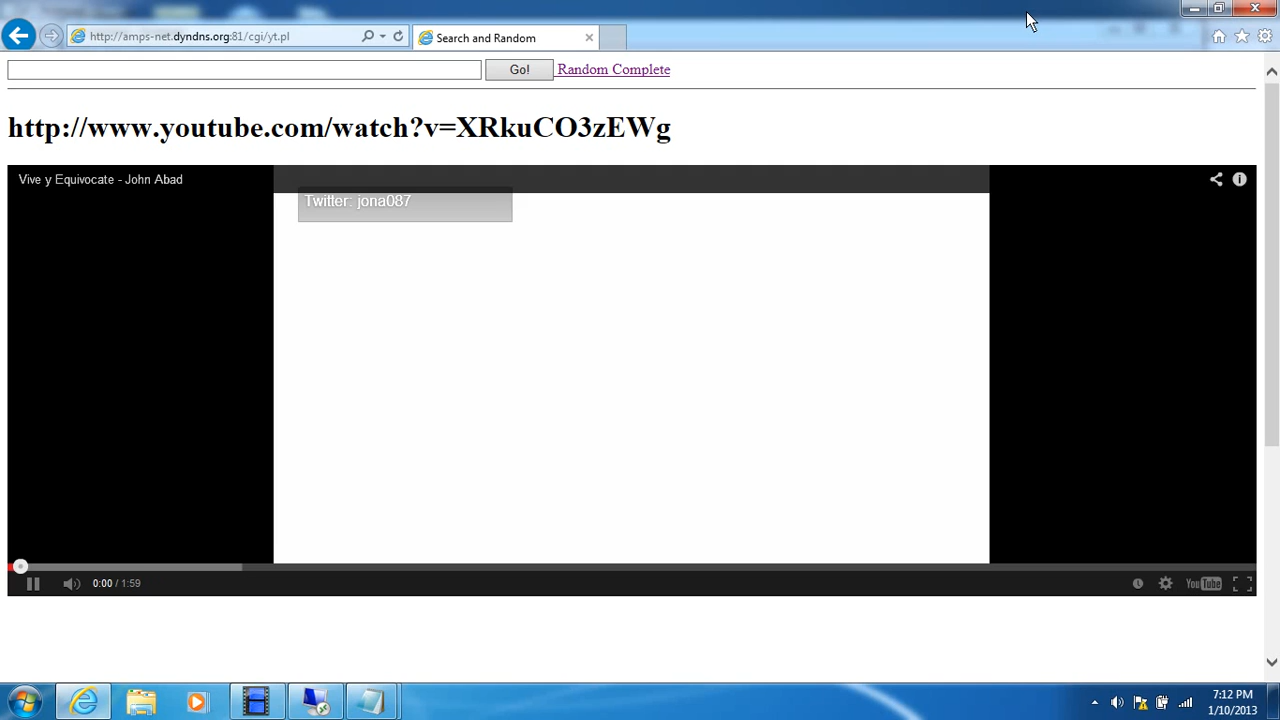 http://amps-net.dyndns.org:81/cgi/yt.pl
Search and Random
Go! Random Complete
http://www.youtube.com/watch?v=XRkuCO3zEWg
Vive y Equivocate - John Abad
Twitter: jona087
0:00 / 1:59
YouTube
7:12 PM
1/10/2013